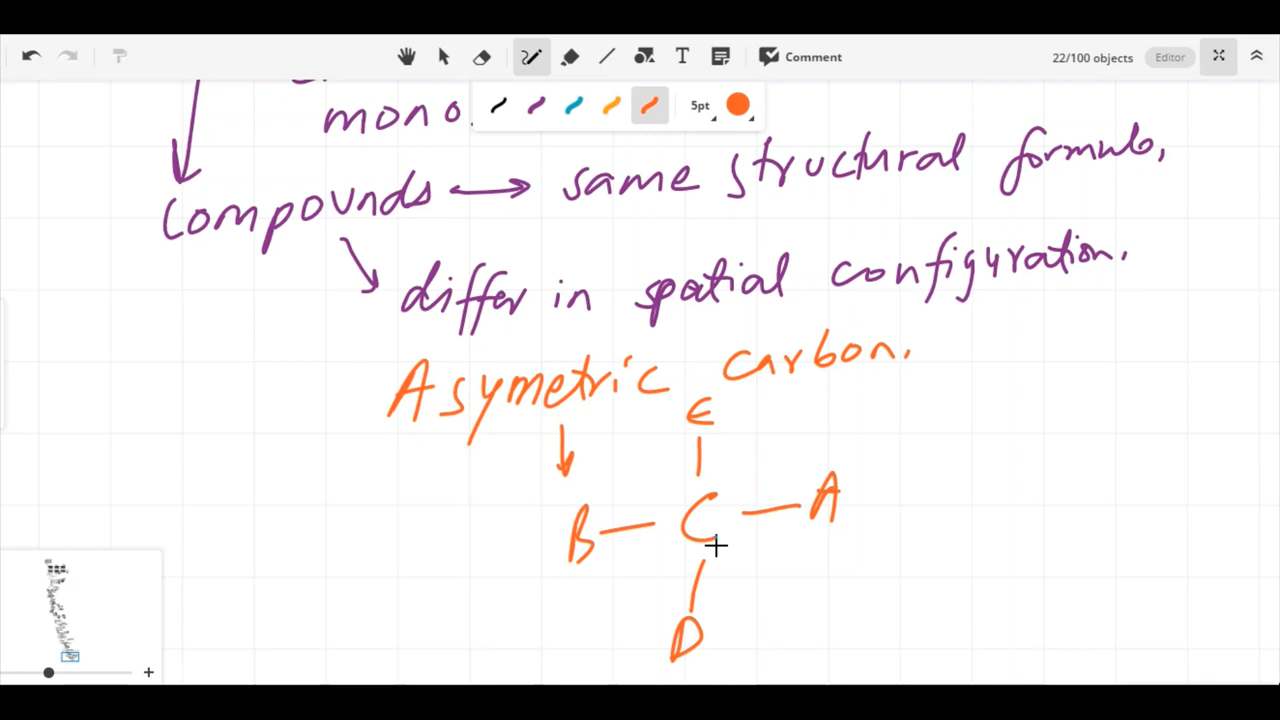 Comment
22/100 objects
Editor
5pt
mono
compounds ↔ same structural formula,
differ in spatial configuration.
Asymetric carbon.
E
B — C — A
D